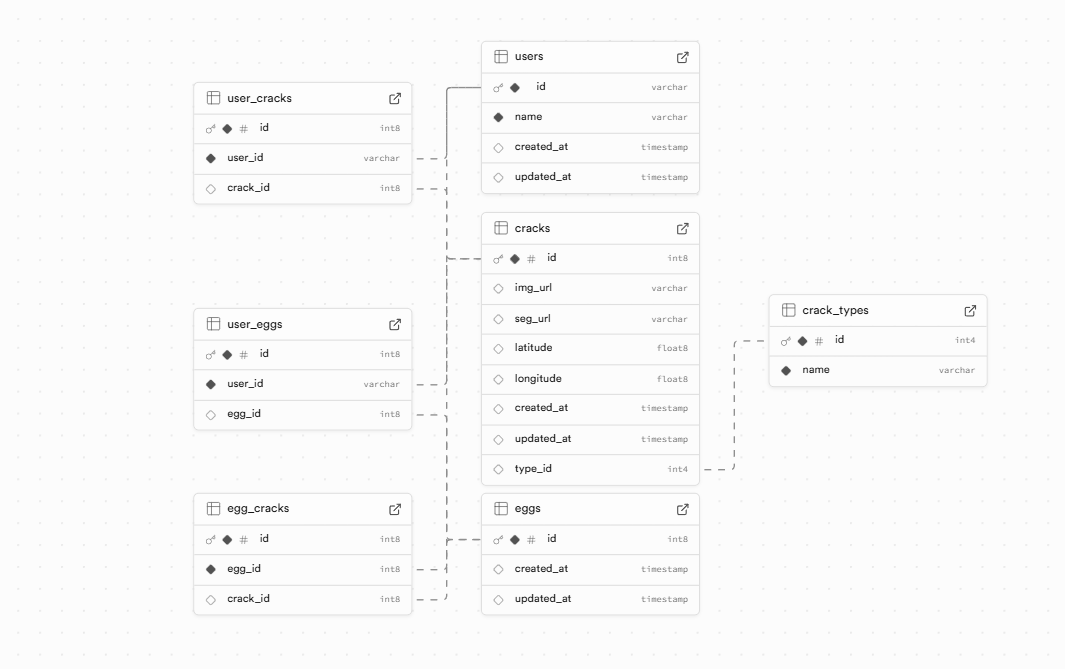 user_cracks
# id int8
user_id varchar
crack_id int8
user_eggs
# id int8
user_id varchar
egg_id int8
egg_cracks
# id int8
egg_id int8
crack_id int8
users
id varchar
name varchar
created_at timestamp
updated_at timestamp
cracks
# id int8
img_url varchar
seg_url varchar
latitude float8
longitude float8
created_at timestamp
updated_at timestamp
type_id int4
eggs
id int8
created_at timestamp
updated_at timestamp
crack_types
# id int4
name varchar